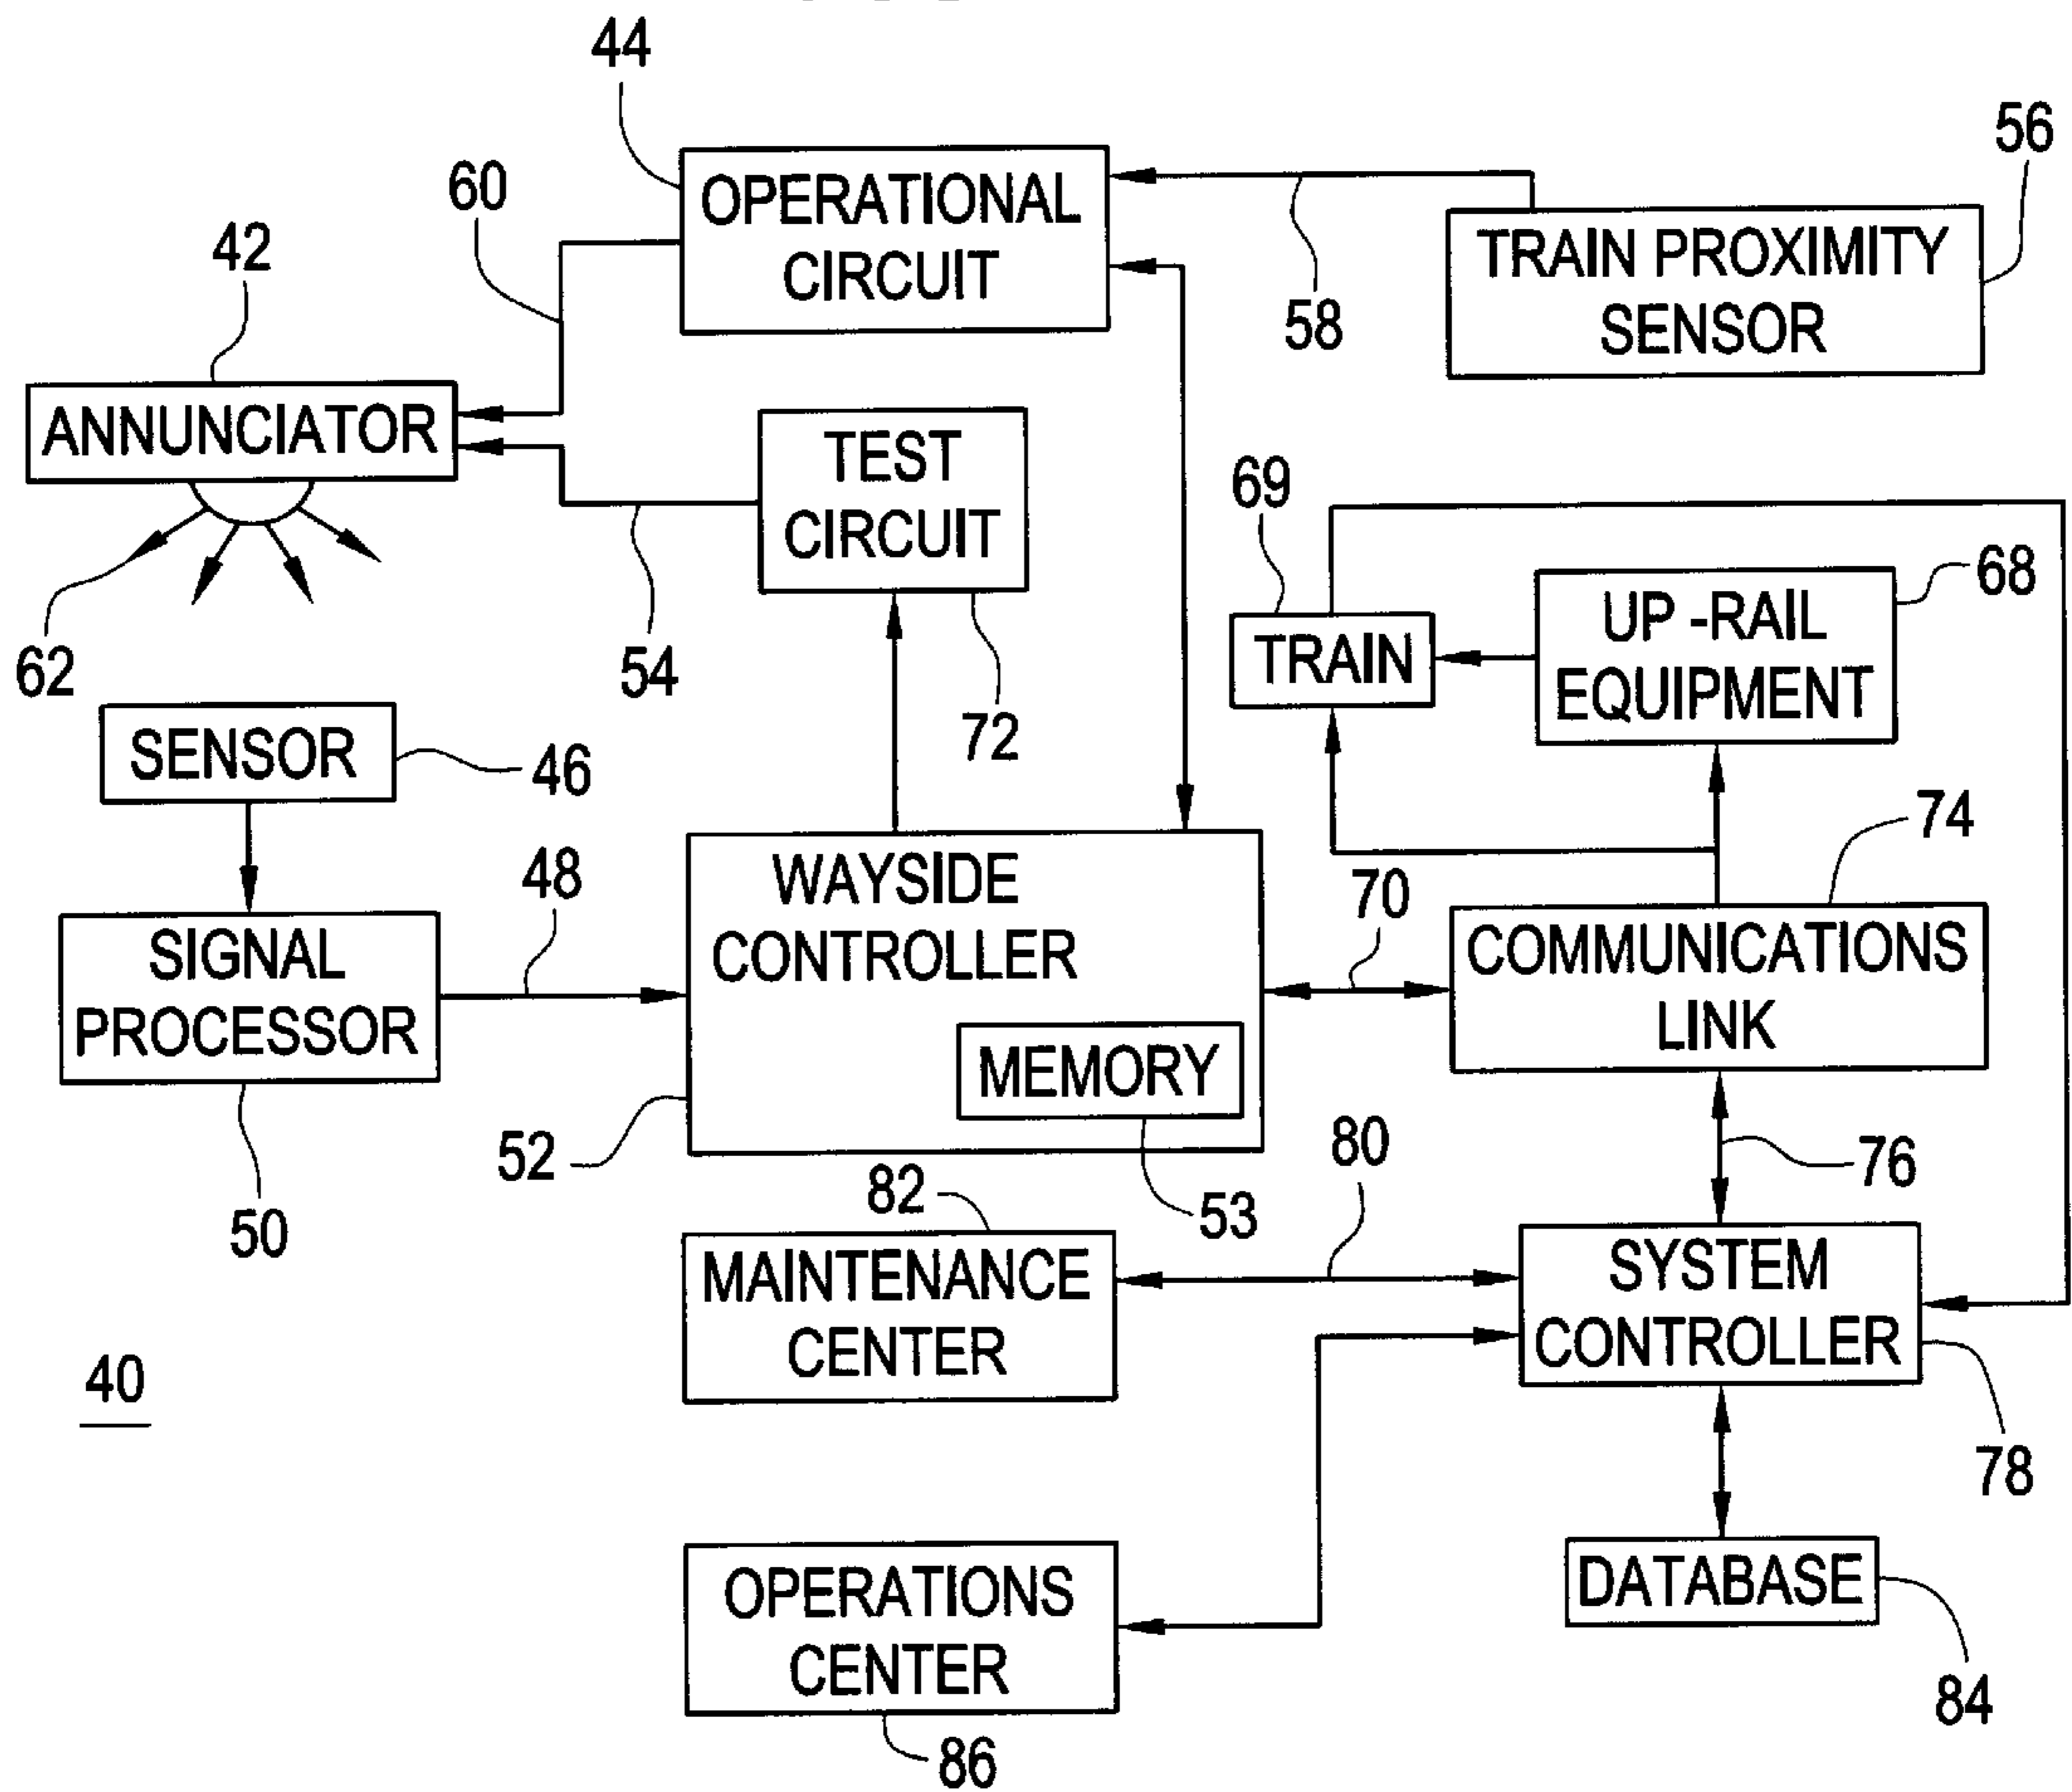 44
56
60
OPERATIONAL
CIRCUIT
42
TRAIN PROXIMITY
SENSOR
58
ANNUNCIATOR
TEST
CIRCUIT
69
68
UP -RAIL
EQUIPMENT
62
54
TRAIN
72
SENSOR
46
74
48
WAYSIDE
CONTROLLER
70
SIGNAL
PROCESSOR
COMMUNICATIONS
LINK
MEMORY
52
80
76
82
53
50
MAINTENANCE
CENTER
SYSTEM
CONTROLLER
40
78
OPERATIONS
CENTER
DATABASE
84
86